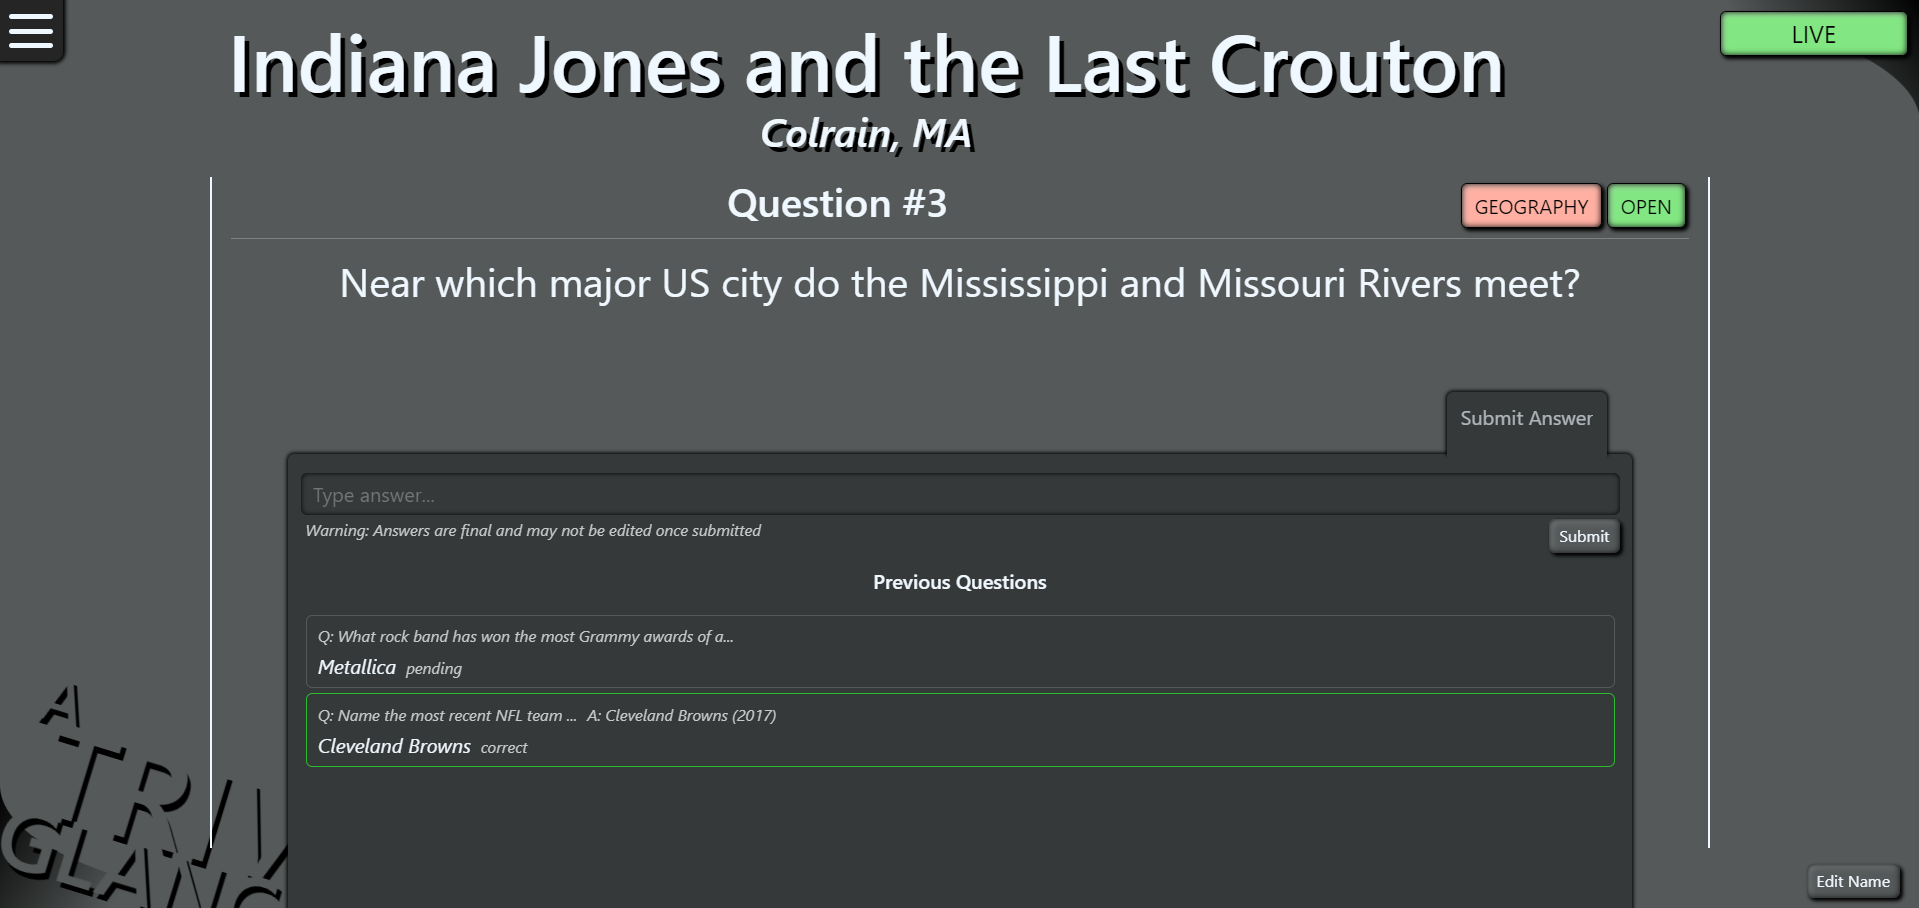 Indiana Jones and the Last Crouton
LIVE
Colrain, MA
Question #3
GEOGRAPHY
OPEN
Near which major US city do the Mississippi and Missouri Rivers meet?
Submit Answer
Type answer...
Warning: Answers are final and may not be edited once submitted
Submit
Previous Questions
Q: What rock band has won the most Grammy awards of a...
Metallica pending
Q: Name the most recent NFL team ... A: Cleveland Browns (2017)
Cleveland Browns correct
A
TRIV
GLANC
Edit Name